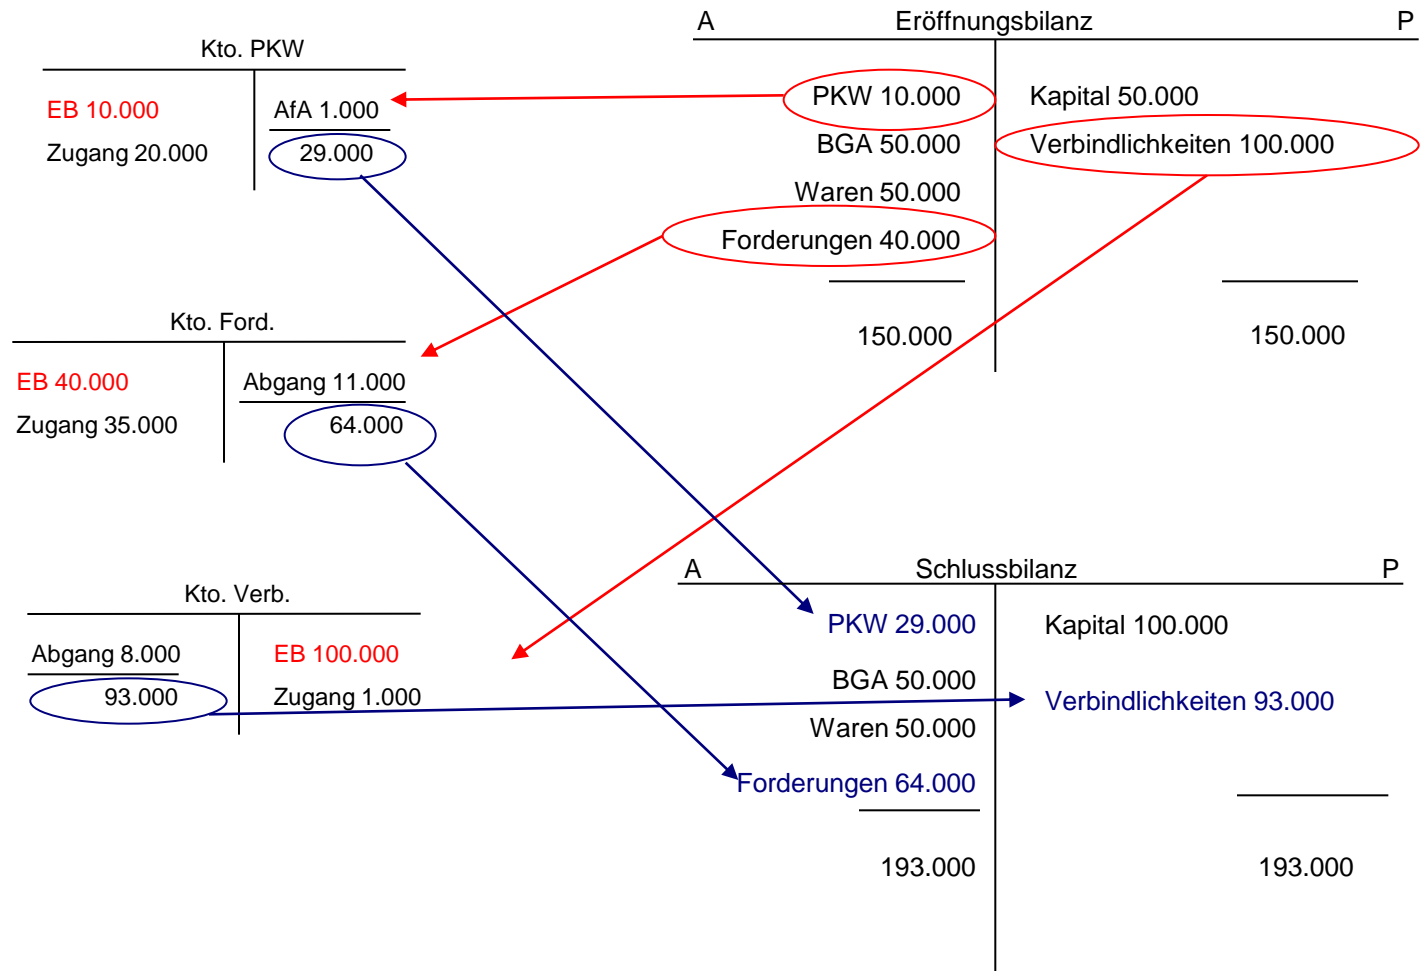 Kto. PKW
EB 10.000
AfA 1.000
Zugang 20.000
29.000
Kto. Ford.
EB 40.000
Abgang 11.000
Zugang 35.000
64.000
Kto. Verb.
Abgang 8.000
EB 100.000
93.000
Zugang 1.000
A Eröffnungsbilanz P
PKW 10.000
Kapital 50.000
BGA 50.000
Verbindlichkeiten 100.000
Waren 50.000
Forderungen 40.000
150.000
150.000
A Schlussbilanz P
PKW 29.000
Kapital 100.000
BGA 50.000
Verbindlichkeiten 93.000
Waren 50.000
Forderungen 64.000
193.000
193.000